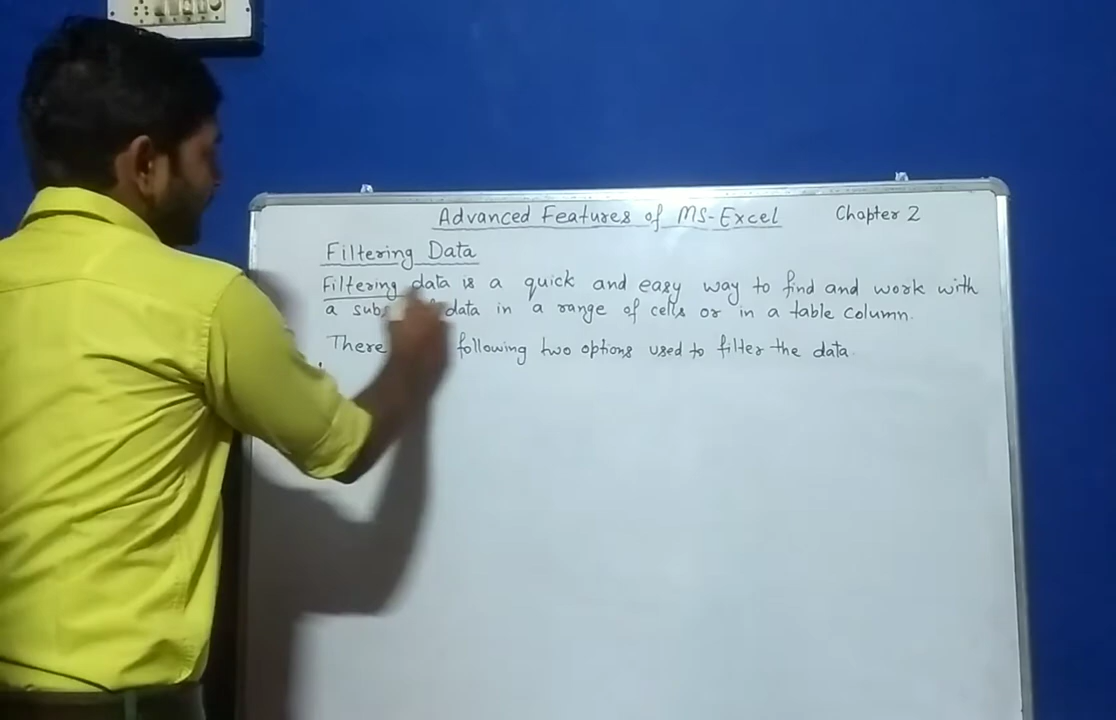 Advanced Features of MS-Excel Chapter 2
Filtering Data
Filtering data is a quick and easy way to find and work with
a data in a range of cells or in a table column.
There following two options used to filter the data.